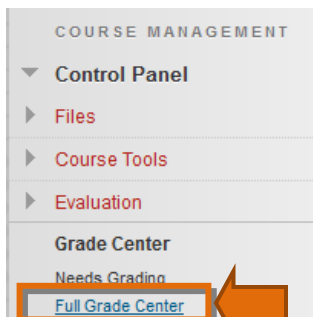 COURSE MANAGEMENT
Control Panel
Files
Course Tools
Evaluation
Grade Center
Needs Grading
Full Grade Center